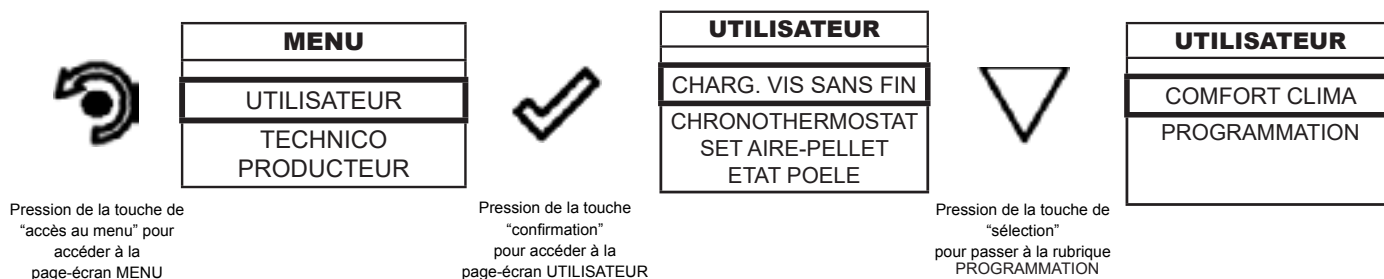 MENU
UTILISATEUR
TECHNICO
PRODUCTEUR
Pression de la touche de
“accès au menu” pour
accéder à la
page-écran MENU
Pression de la touche
“confirmation”
pour accéder à la
page-écran UTILISATEUR
UTILISATEUR
CHARG. VIS SANS FIN
CHRONOTHERMOSTAT
SET AIRE-PELLET
ETAT POELE
Pression de la touche de
“sélection”
pour passer à la rubrique
PROGRAMMATION
UTILISATEUR
COMFORT CLIMA
PROGRAMMATION